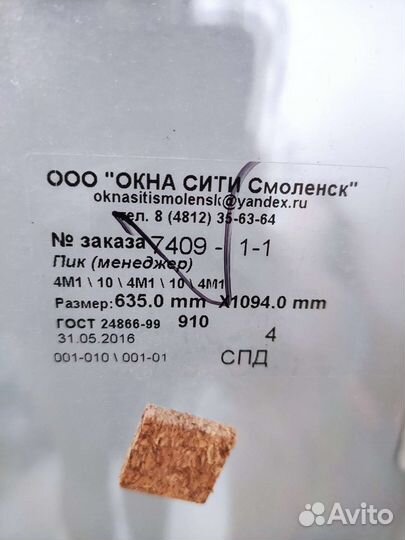 ООО "ОКНА СИТИ Смоленск"
oknasitismolensk@yandex.ru
тел. 8 (4812) 35-63-64
№ заказа 7409 - 1-1
Пик (менеджер)
4М1 \ 10 \ 4М1 \ 10 \ 4М1
Размер: 635.0 mm X1094.0 mm
ГОСТ 24866-99 910
31.05.2016 4
001-010 \ 001-01 СПД
Avito